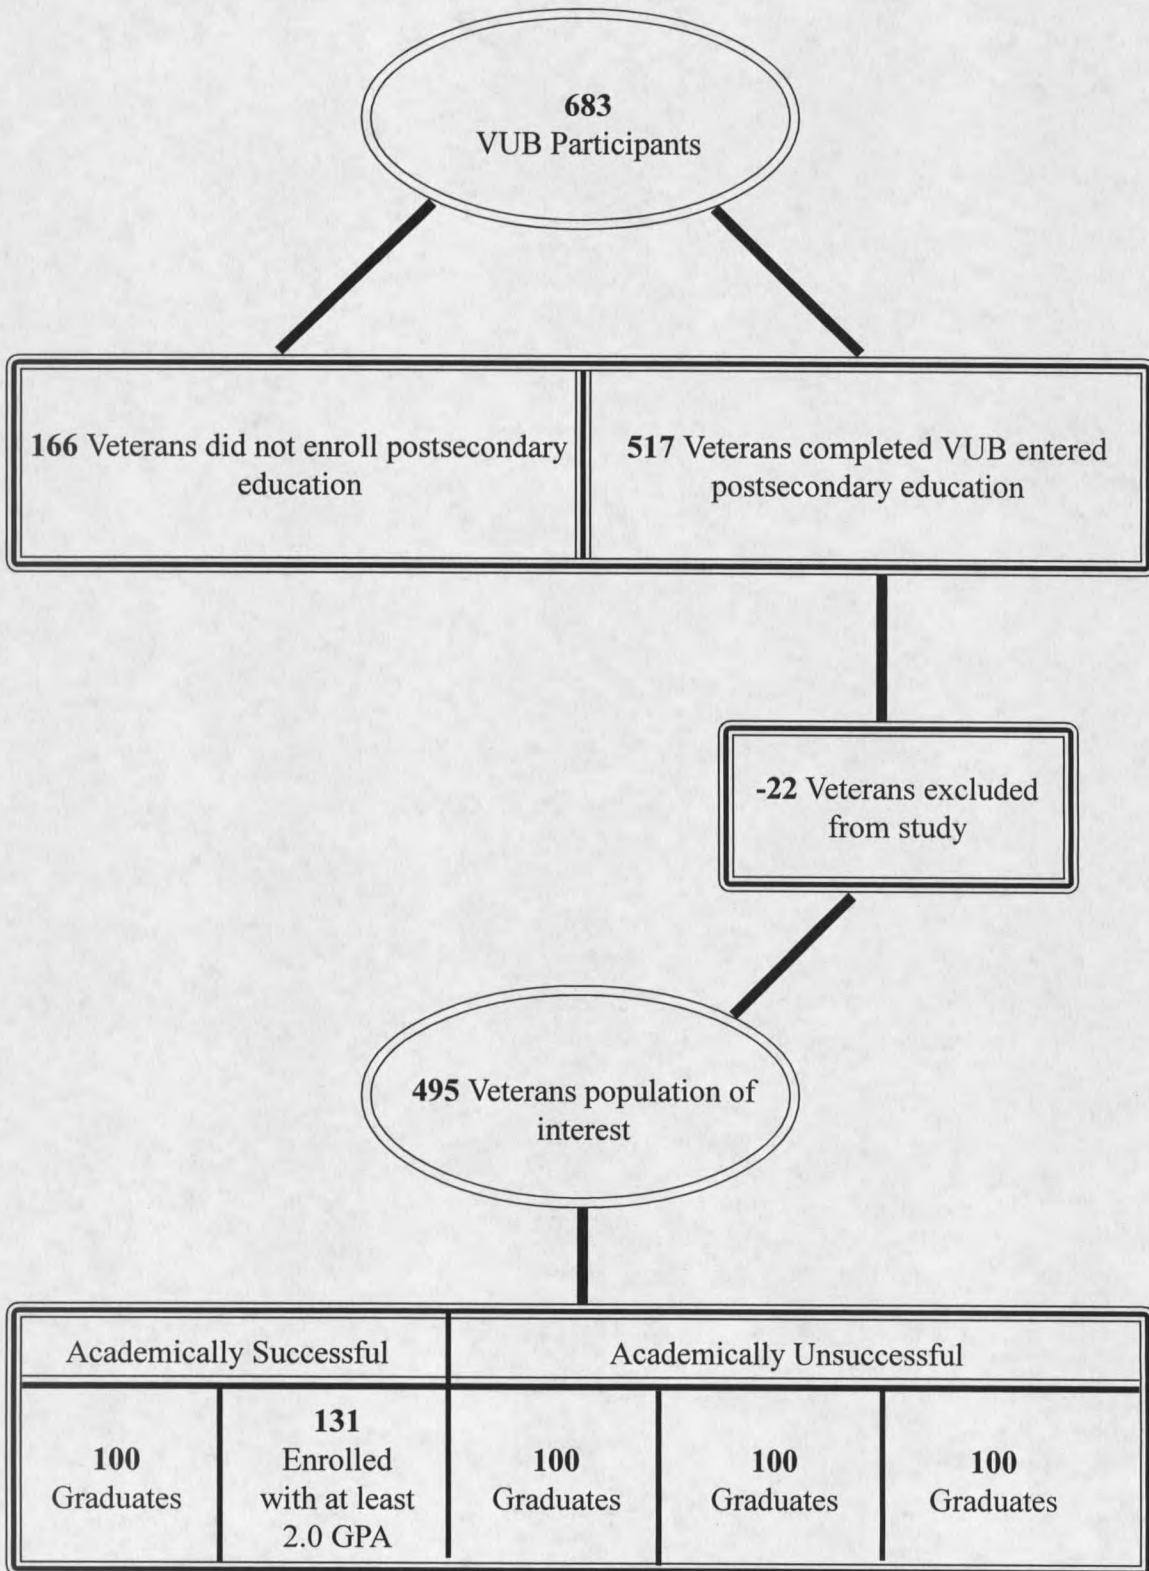 683
VUB Participants
166 Veterans did not enroll postsecondary
education
517 Veterans completed VUB entered
postsecondary education
-22 Veterans excluded
from study
495 Veterans population of
interest
Academically Successful
Academically Unsuccessful
100
Graduates
131
Enrolled
with at least
2.0 GPA
100
Graduates
100
Graduates
100
Graduates